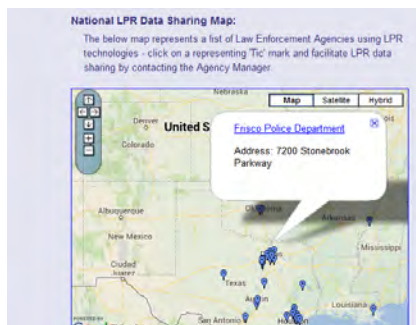 National LPR Data Sharing Map:
The below map represents a list of Law Enforcement Agencies using LPR
technologies - click on a representing 'Tic' mark and facilitate LPR data
sharing by contacting the Agency Manager.
Nebraska
Map Satellite Hybrid
Denver
United S
Colorado
Frisco Police Department
Address: 7200 Stonebrook
Parkway
Albuquerque
Arkansas
New Mexico
Mississippi
Ciudad
Juarez
Texas
Austin
Louisiana
San Antonio
Houston